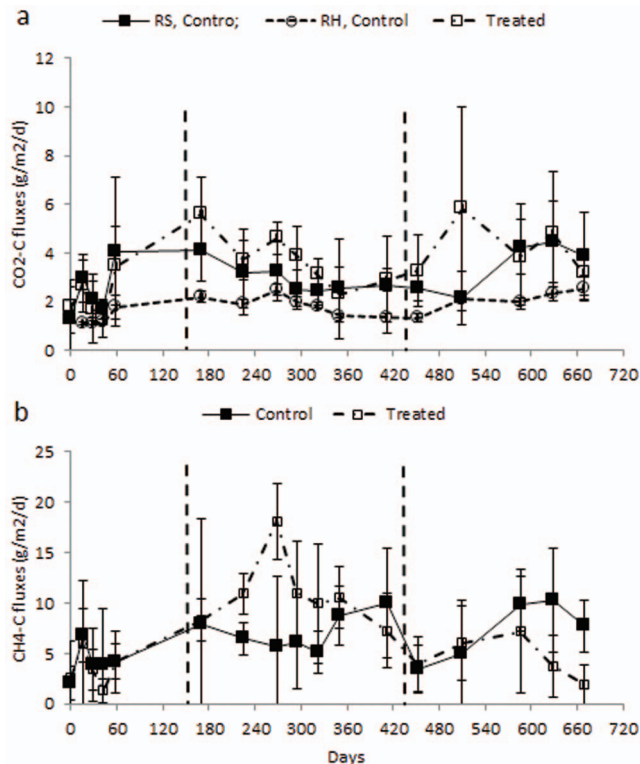 a
RS, Contro; RH, Control Treated
12
10
8
6
4
2
0
CO2-C fluxes (g/m2/d)
0 60 120 180 240 300 360 420 480 540 600 660 720
b
Control Treated
25
20
15
10
5
0
CH4-C fluxes (g/m2/d)
0 60 120 180 240 300 360 420 480 540 600 660 720
Days